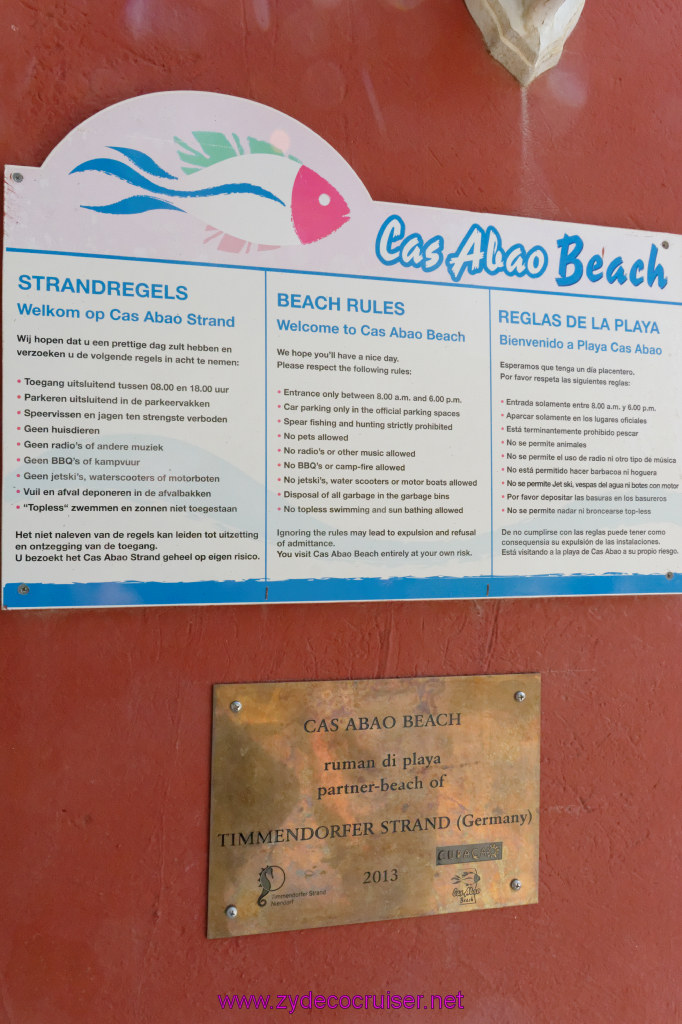 Cas Abao Beach
STRANDREGELS
Welkom op Cas Abao Strand
Wij hopen dat u een prettige dag zult hebben en
verzoeken u de volgende regels in acht te nemen:
• Toegang uitsluitend tussen 08.00 en 18.00 uur
• Parkeren uitsluitend in de parkeervakken
• Speervissen en jagen ten strengste verboden
• Geen huisdieren
• Geen radio's of andere muziek
• Geen BBQ's of kampvuur
• Geen jetski's, waterscooters of motorboten
• Vuil en afval deponeren in de afvalbakken
• "Topless" zwemmen en zonnen niet toegestaan
Het niet naleven van de regels kan leiden tot uitzetting
en ontzegging van de toegang.
U bezoekt het Cas Abao Strand geheel op eigen risico.
BEACH RULES
Welcome to Cas Abao Beach
We hope you'll have a nice day.
Please respect the following rules:
• Entrance only between 8.00 a.m. and 6.00 p.m.
• Car parking only in the official parking spaces
• Spear fishing and hunting strictly prohibited
• No pets allowed
• No radio's or other music allowed
• No BBQ's or camp-fire allowed
• No jetski's, water scooters or motor boats allowed
• Disposal of all garbage in the garbage bins
• No topless swimming and sun bathing allowed
Ignoring the rules may lead to expulsion and refusal
of admittance.
You visit Cas Abao Beach entirely at your own risk.
REGLAS DE LA PLAYA
Bienvenido a Playa Cas Abao
Esperamos que tenga un dia placentero.
Por favor respeta las siguientes reglas:
• Entrada solamente entre 8.00 a.m. y 6.00 p.m.
• Aparcar solamente en los lugares oficiales
• Está terminantemente prohibido pescar
• No se permite animales
• No se permite el uso de radio ni otro tipo de música
• No está permitido hacer barbacoa ni hoguera
• No se permite Jet ski, vespas del agua ni botes con motor
• Por favor depositar las basuras en los basureros
• No se permite nadar ni broncearse top-less
De no cumplirse con las reglas puede tener como
consequensia su expulsión de las instalaciones.
Está visitando a la playa de Cas Abao a su propio riesgo.
CAS ABAO BEACH
ruman di playa
partner-beach of
TIMMENDORFER STRAND (Germany)
CURAÇAO
2013
Timmendorfer Strand
Niendorf
Cas Abao
Beach
www.zydecocruiser.net